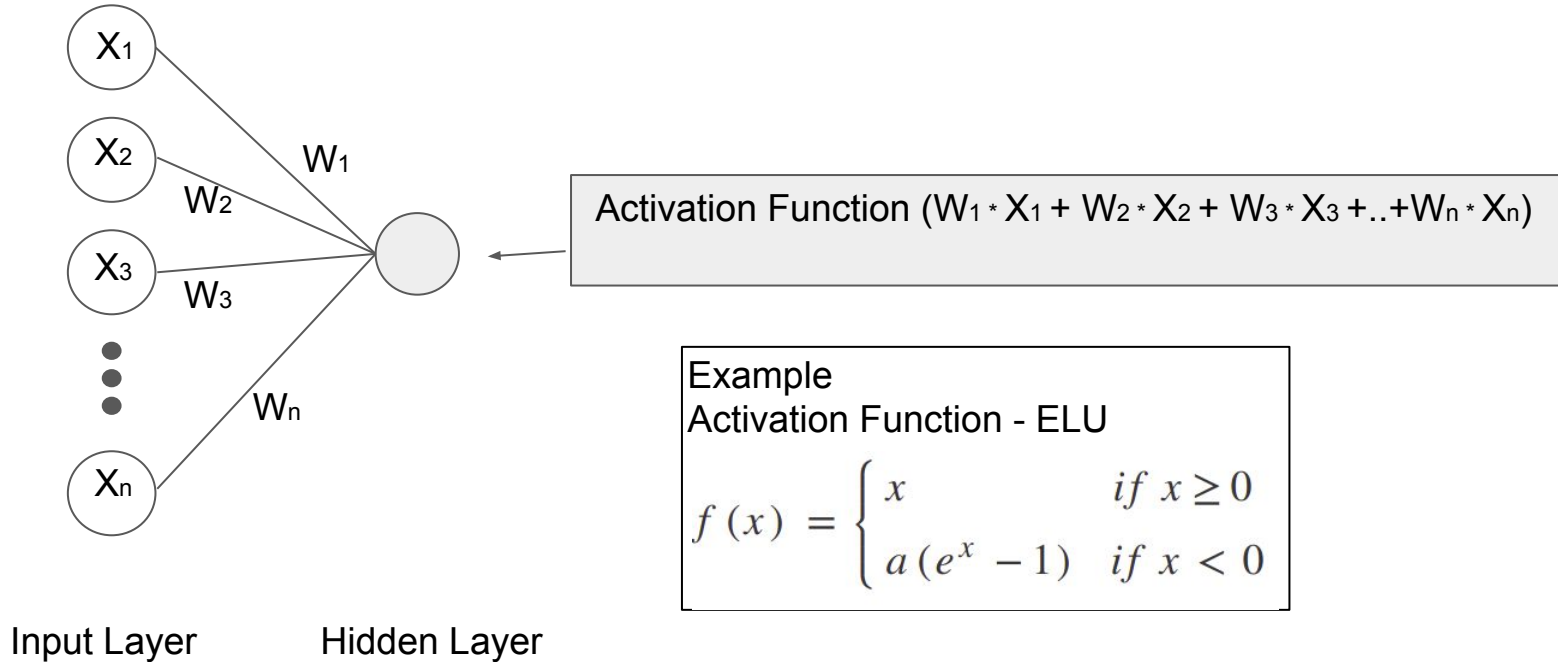 X1
X2
X3
Xn
W1
W2
W3
Wn
Activation Function (W1 * X1 + W2 * X2 + W3 * X3 +..+Wn * Xn)
Example
Activation Function - ELU
f (x) = { x if x ≥ 0
a (e^x − 1) if x < 0
Input Layer Hidden Layer